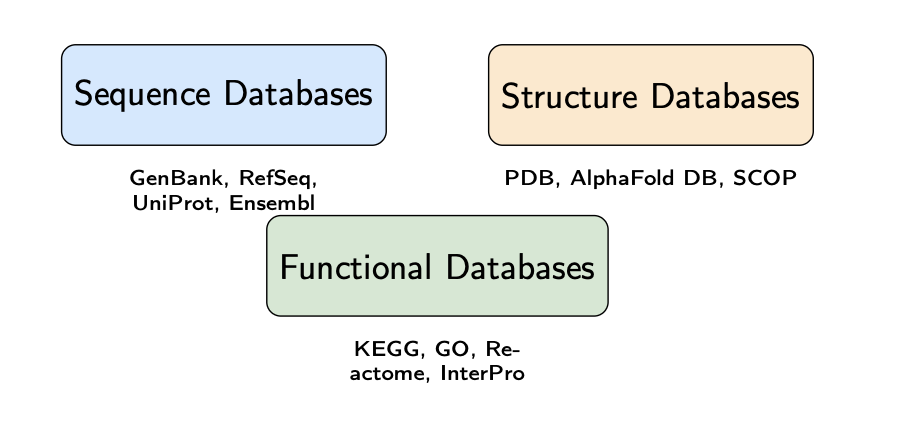 Sequence Databases
GenBank, RefSeq,
UniProt, Ensembl
Structure Databases
PDB, AlphaFold DB, SCOP
Functional Databases
KEGG, GO, Re-
actome, InterPro